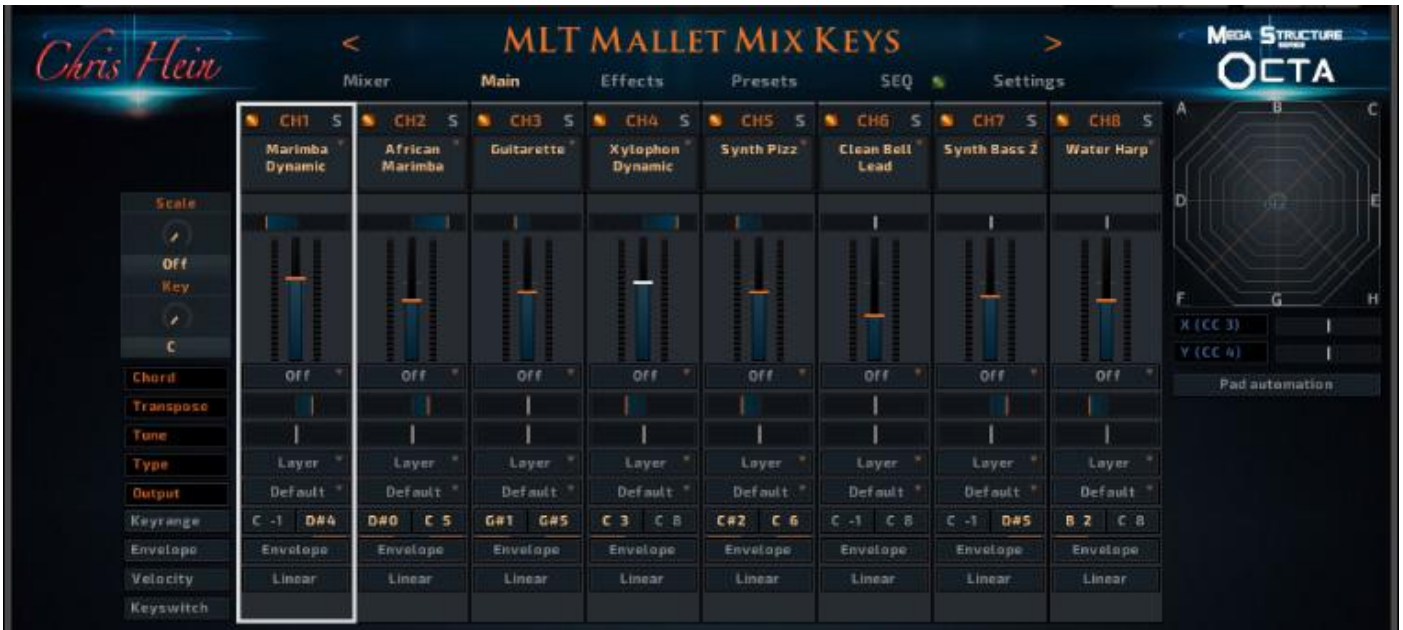 Chris Hein
< MLT MALLET MIX KEYS >
MEGA STRUCTURE
SERIES
OCTA
Mixer Main Effects Presets SEQ Settings
CH1 S CH2 S CH3 S CH4 S CH5 S CH6 S CH7 S CH8 S
Marimba Dynamic African Marimba Guitarette Xylophon Dynamic Synth Pizz Clean Bell Lead Synth Bass 2 Water Harp
A B C
D E
F G H
Scale
Off
Key
C
X (CC 3)
Y (CC 4)
Pad automation
Chord Off Off Off Off Off Off Off Off
Transpose
Tune
Type Layer Layer Layer Layer Layer Layer Layer Layer
Output Default Default Default Default Default Default Default Default
Keyrange C -1 D#4 D#0 C 5 G#1 G#5 C 3 C 8 C#2 C 6 C -1 C 8 C -1 D#5 B 2 C 8
Envelope Envelope Envelope Envelope Envelope Envelope Envelope Envelope Envelope
Velocity Linear Linear Linear Linear Linear Linear Linear Linear
Keyswitch